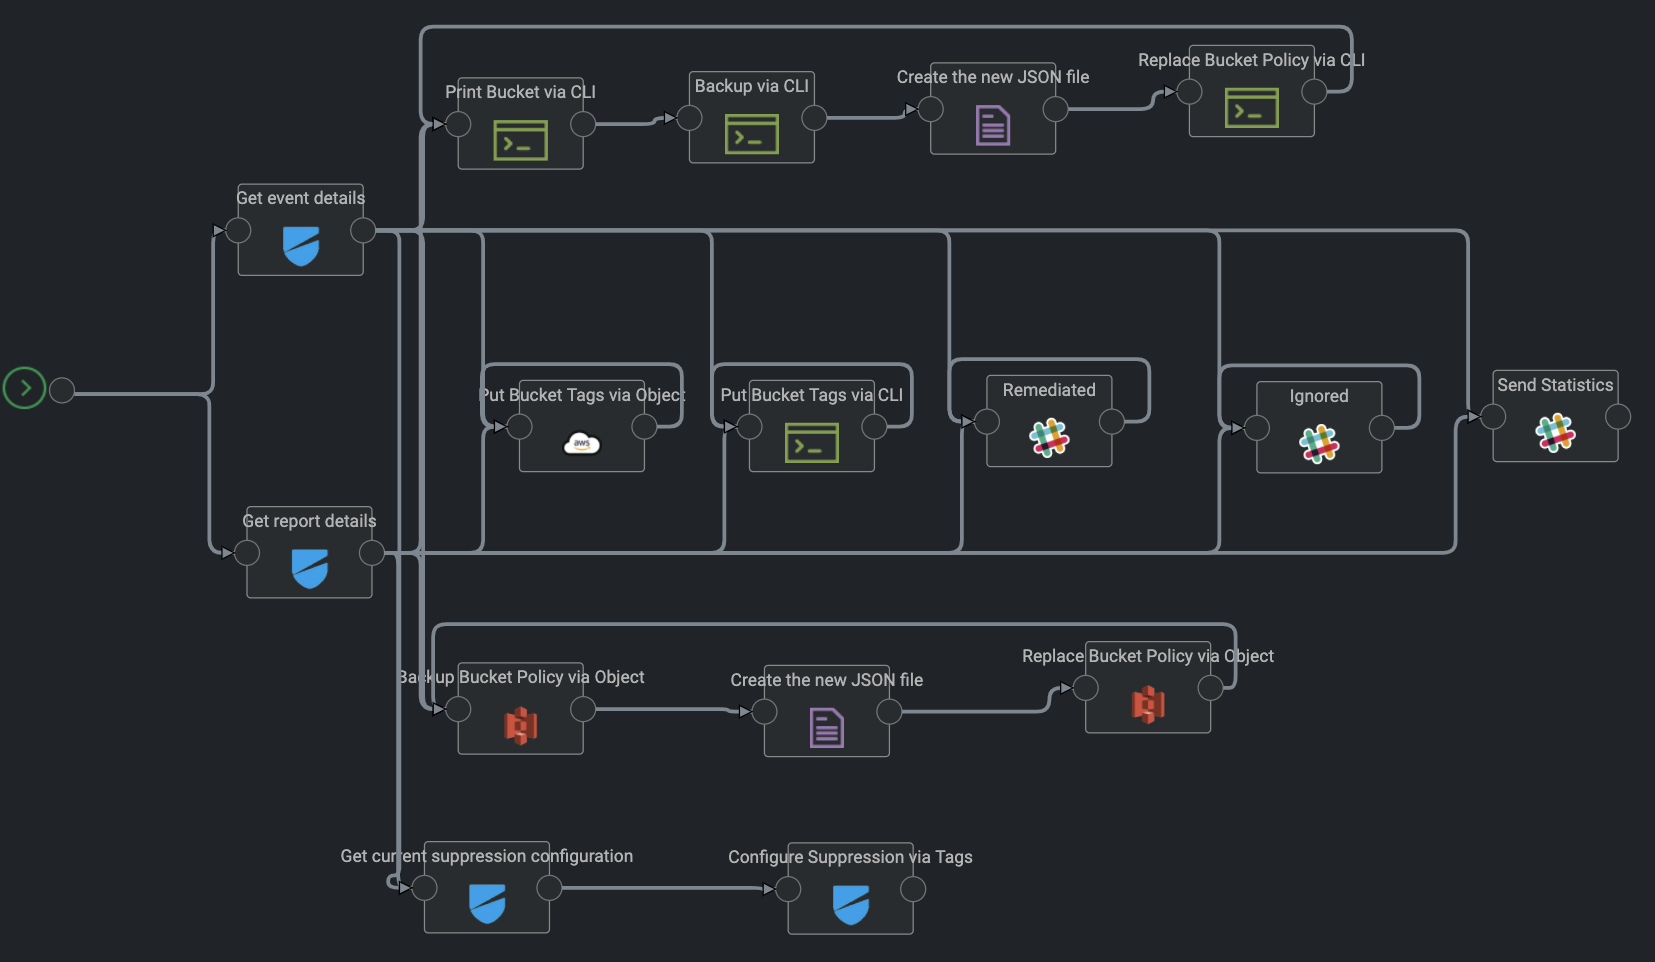 Print Bucket via CLI
Backup via CLI
Create the new JSON file
Replace Bucket Policy via CLI
Get event details
Put Bucket Tags via Object
aws
Put Bucket Tags via CLI
Remediated
Ignored
Send Statistics
Get report details
Backup Bucket Policy via Object
Create the new JSON file
Replace Bucket Policy via Object
Get current suppression configuration
Configure Suppression via Tags